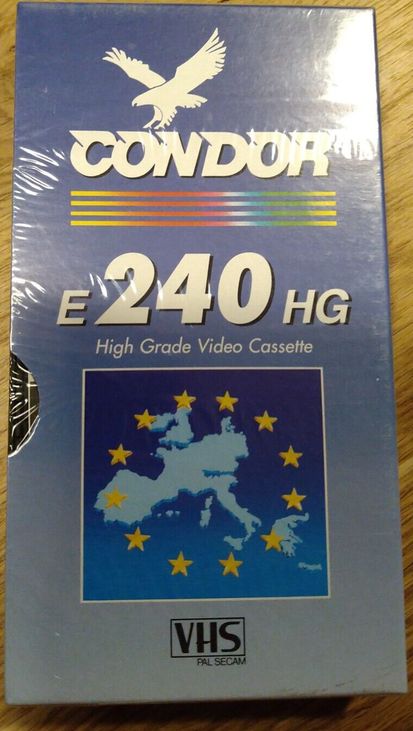 CONDOR
E 240 HG
High Grade Video Cassette
VHS
PAL SECAM